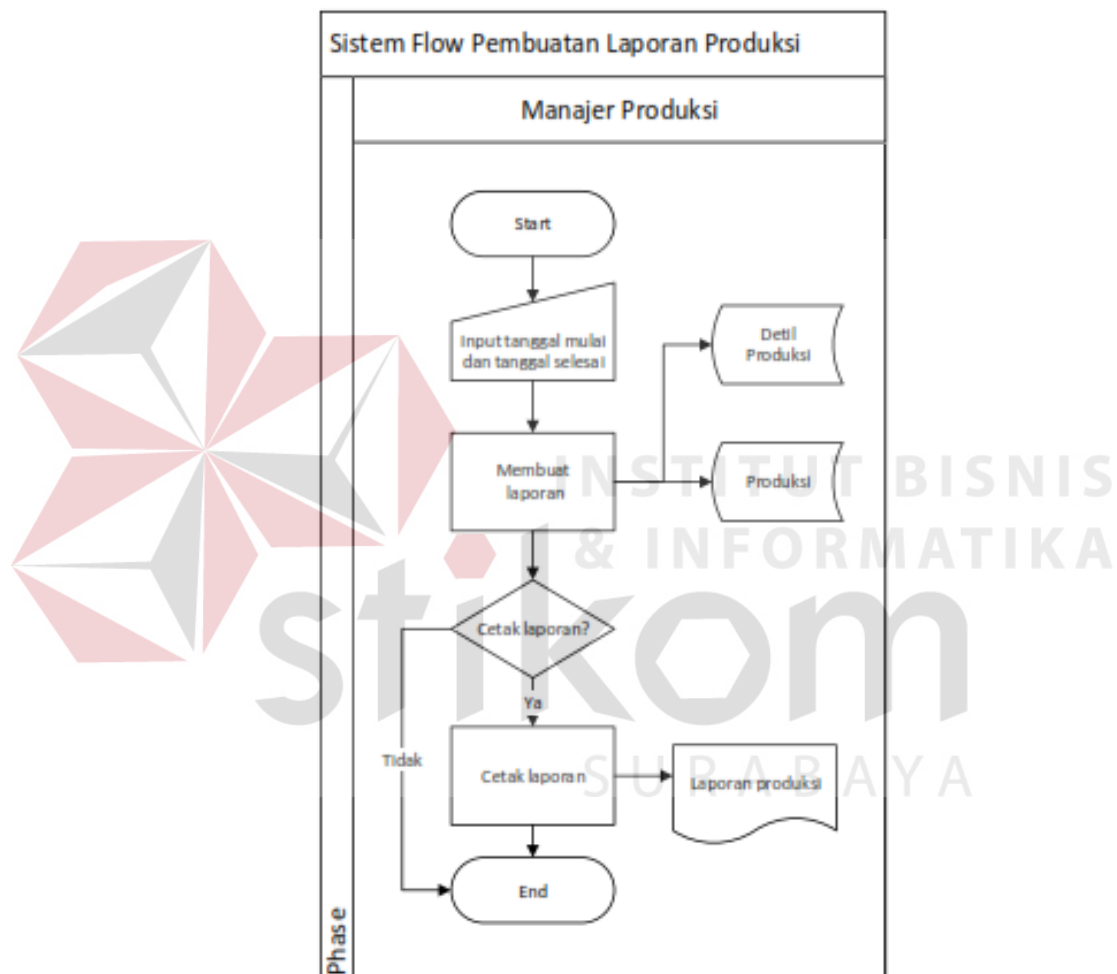 Sistem Flow Pembuatan Laporan Produksi
Manajer Produksi
Start
Input tanggal mulai
dan tanggal selesai
Detil
Produksi
Membuat
laporan
Produksi
INSTITUT BISNIS
& INFORMATIKA
stikom
SURABAYA
Cetak laporan?
Ya
Tidak
Cetak laporan
Laporan produksi
End
Phase